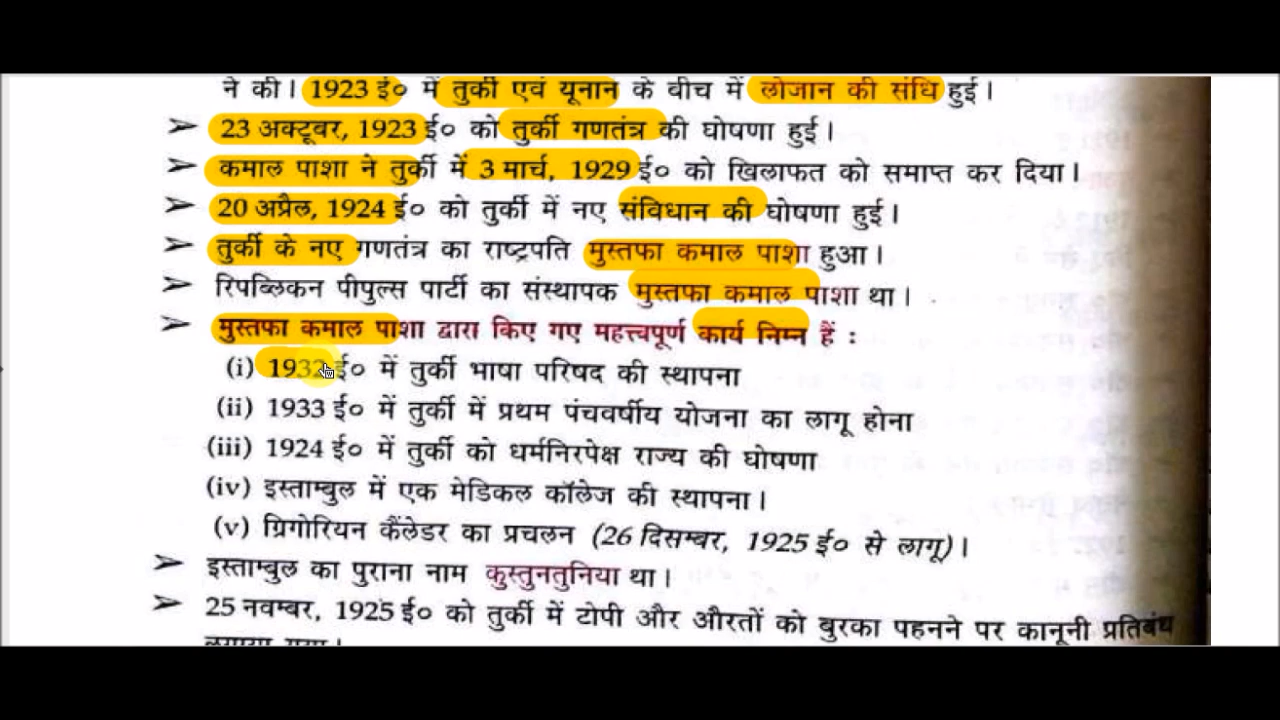 ने की। 1923 ई० में तुर्की एवं यूनान के बीच में लोजान की संधि हुई।
➢ 23 अक्टूबर, 1923 ई० को तुर्की गणतंत्र की घोषणा हुई।
➢ कमाल पाशा ने तुर्की में 3 मार्च, 1929 ई० को खिलाफत को समाप्त कर दिया।
➢ 20 अप्रैल, 1924 ई० को तुर्की में नए संविधान की घोषणा हुई।
➢ तुर्की के नए गणतंत्र का राष्ट्रपति मुस्तफा कमाल पाशा हुआ।
➢ रिपब्लिकन पीपुल्स पार्टी का संस्थापक मुस्तफा कमाल पाशा था।
➢ मुस्तफा कमाल पाशा द्वारा किए गए महत्त्वपूर्ण कार्य निम्न हैं :
(i) 1932 ई० में तुर्की भाषा परिषद की स्थापना
(ii) 1933 ई० में तुर्की में प्रथम पंचवर्षीय योजना का लागू होना
(iii) 1924 ई० में तुर्की को धर्मनिरपेक्ष राज्य की घोषणा
(iv) इस्ताम्बुल में एक मेडिकल कॉलेज की स्थापना।
(v) ग्रिगोरियन कैंलेडर का प्रचलन (26 दिसम्बर, 1925 ई० से लागू)।
➢ इस्ताम्बुल का पुराना नाम कुस्तुनतुनिया था।
➢ 25 नवम्बर, 1925 ई० को तुर्की में टोपी और औरतों को बुरका पहनने पर कानूनी प्रतिबंध